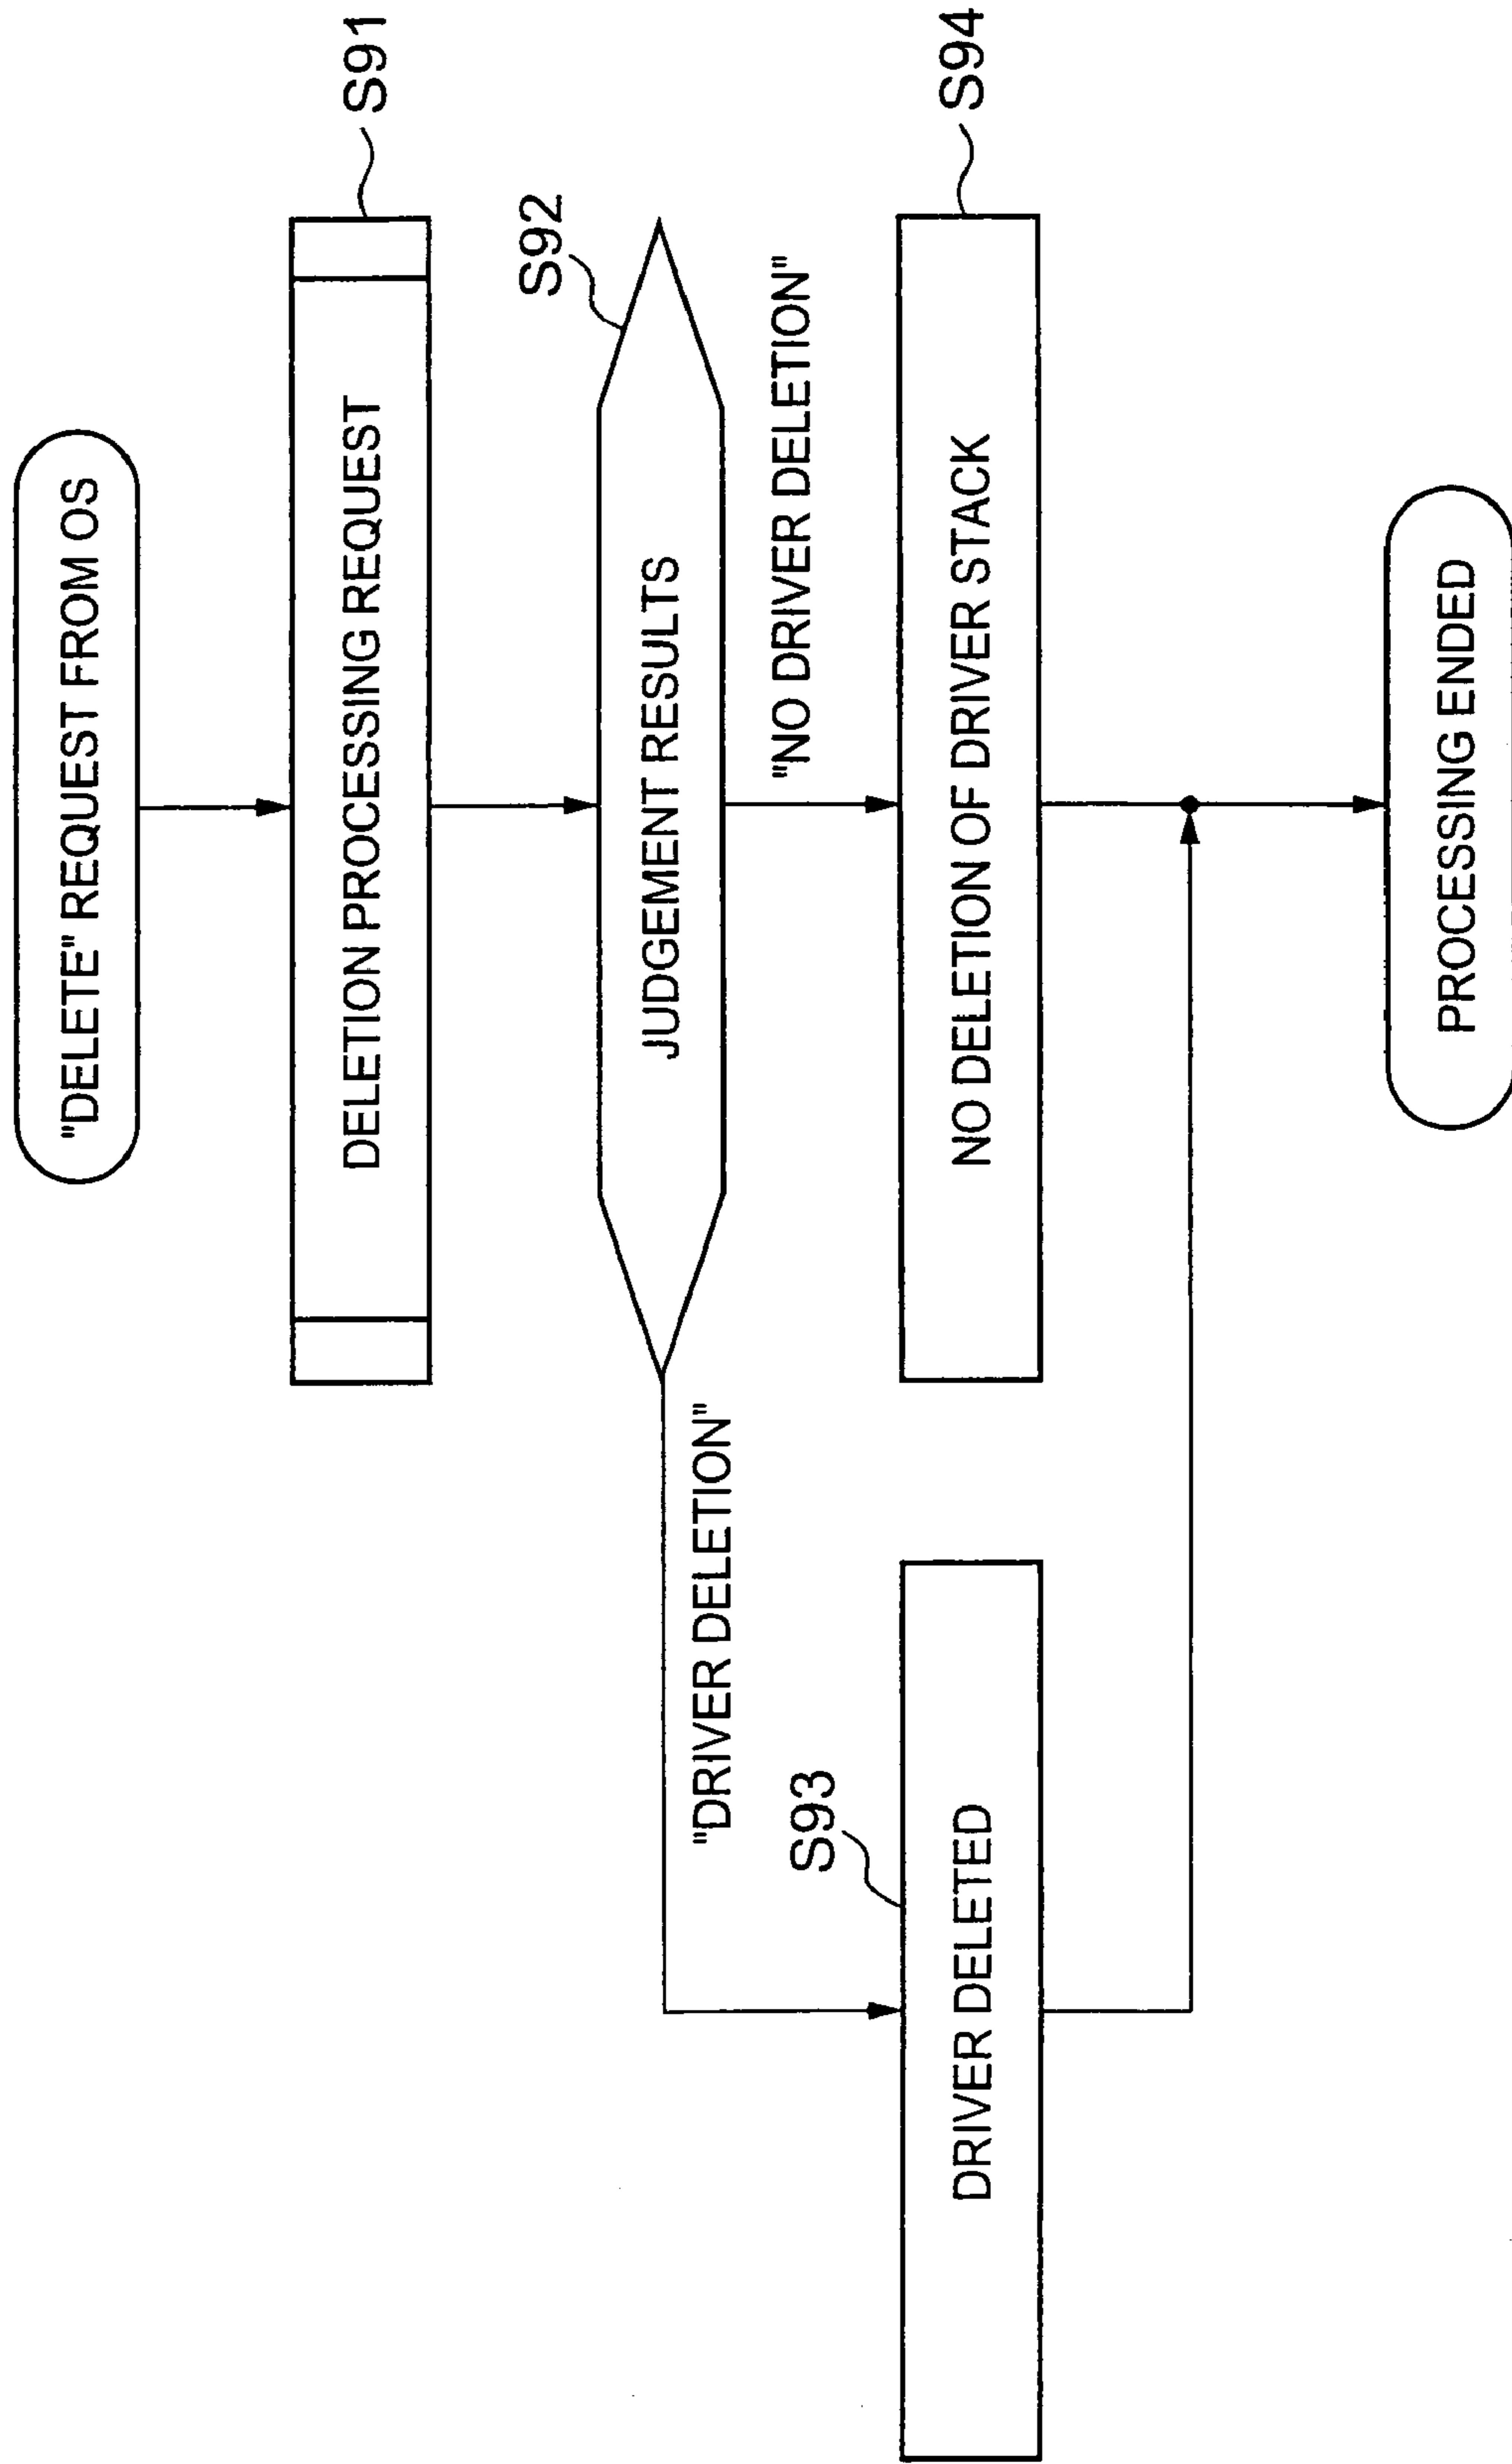 "DELETE" REQUEST FROM OS
DELETION PROCESSING REQUEST
S91
S92
JUDGEMENT RESULTS
"DRIVER DELETION"
"NO DRIVER DELETION"
S93
DRIVER DELETED
NO DELETION OF DRIVER STACK
S94
PROCESSING ENDED